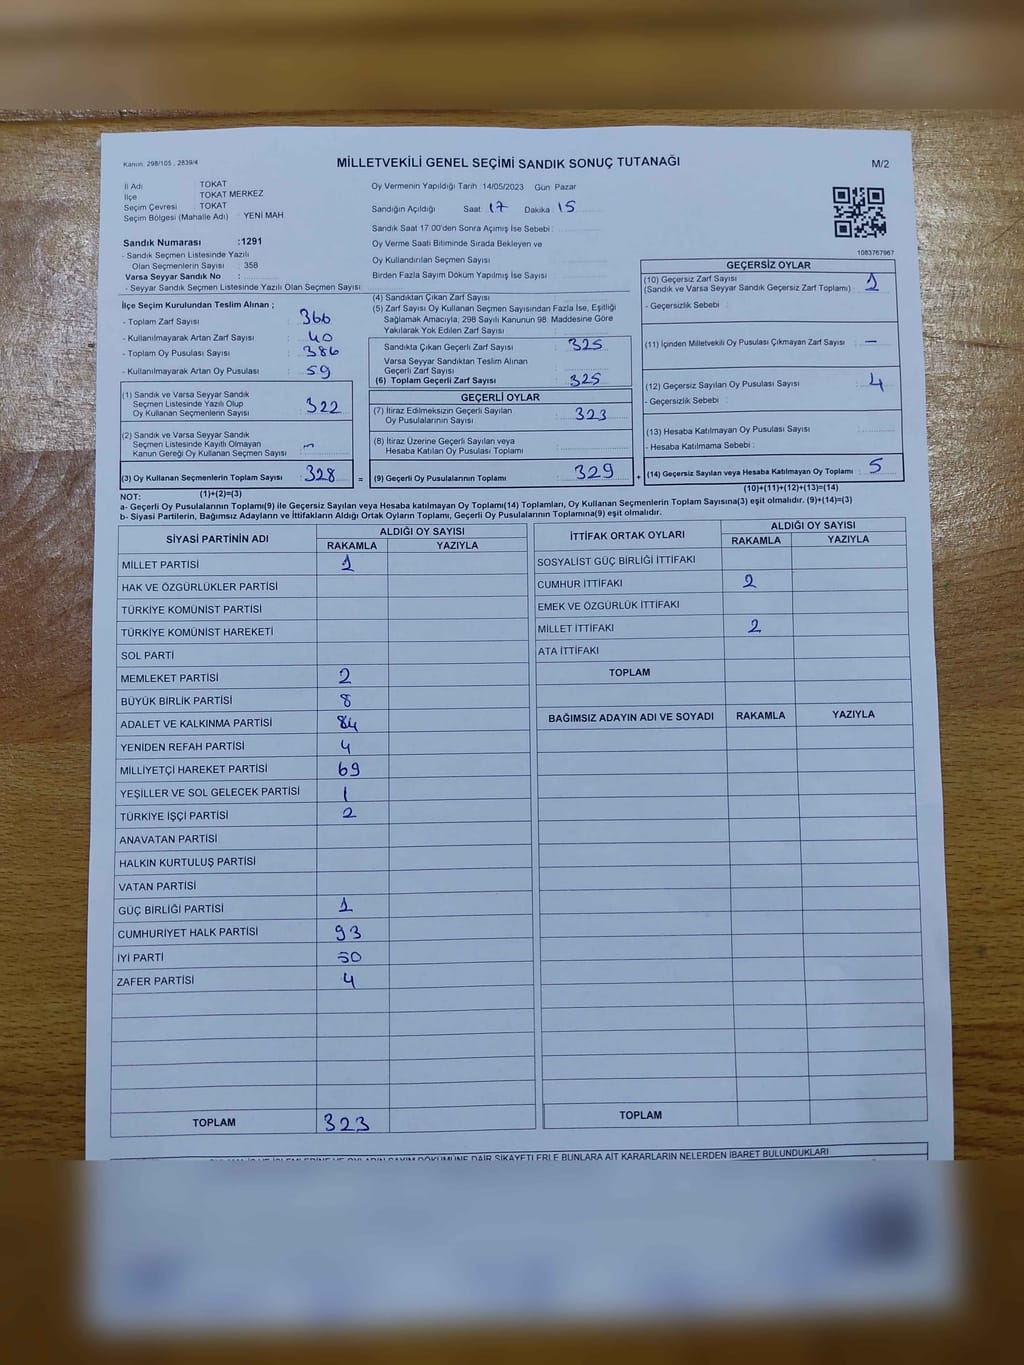 Kanun. 298/105 . 2839/4
MİLLETVEKİLİ GENEL SEÇİMİ SANDIK SONUÇ TUTANAĞI
M/2
İl Adı TOKAT
İlçe TOKAT MERKEZ
Seçim Çevresi TOKAT
Seçim Bölgesi (Mahalle Adı) : YENİ MAH.
Sandık Numarası :1291
- Sandık Seçmen Listesinde Yazılı
Olan Seçmenlerin Sayısı : 358
Varsa Seyyar Sandık No :
- Seyyar Sandık Seçmen Listesinde Yazılı Olan Seçmen Sayısı
Oy Vermenin Yapıldığı Tarih :14/05/2023 Gün Pazar
Sandığın Açıldığı Saat: 17 Dakika: 15
Sandık Saat 17.00'den Sonra Açılmış İse Sebebi :
Oy Verme Saati Bitiminde Sırada Bekleyen ve
Oy Kullandırılan Seçmen Sayısı
Birden Fazla Sayım Döküm Yapılmış İse Sayısı
1083767967
İlçe Seçim Kurulundan Teslim Alınan ;
- Toplam Zarf Sayısı : 366
- Kullanılmayarak Artan Zarf Sayısı : 40
- Toplam Oy Pusulası Sayısı : 386
- Kullanılmayarak Artan Oy Pusulası : 59
(1) Sandık ve Varsa Seyyar Sandık
Seçmen Listesinde Yazılı Olup
Oy Kullanan Seçmenlerin Sayısı : 322
(2) Sandık ve Varsa Seyyar Sandık
Seçmen Listesinde Kayıtlı Olmayan
Kanun Gereği Oy Kullanan Seçmen Sayısı :
(3) Oy Kullanan Seçmenlerin Toplam Sayısı : 328 =
(4) Sandıktan Çıkan Zarf Sayısı :
(5) Zarf Sayısı Oy Kullanan Seçmen Sayısından Fazla İse, Eşitliği
Sağlamak Amacıyla; 298 Sayılı Kanunun 98. Maddesine Göre
Yakılarak Yok Edilen Zarf Sayısı :
Sandıkta Çıkan Geçerli Zarf Sayısı : 325
Varsa Seyyar Sandıktan Teslim Alınan
Geçerli Zarf Sayısı :
(6) Toplam Geçerli Zarf Sayısı : 325
GEÇERLİ OYLAR
(7) İtiraz Edilmeksizin Geçerli Sayılan
Oy Pusulalarının Sayısı : 323
(8) İtiraz Üzerine Geçerli Sayılan veya
Hesaba Katılan Oy Pusulası Toplamı :
(9) Geçerli Oy Pusulalarının Toplamı : 329 +
GEÇERSİZ OYLAR
(10) Geçersiz Zarf Sayısı
(Sandık ve Varsa Seyyar Sandık Geçersiz Zarf Toplamı) : 1
- Geçersizlik Sebebi :
(11) İçinden Milletvekili Oy Pusulası Çıkmayan Zarf Sayısı : —
(12) Geçersiz Sayılan Oy Pusulası Sayısı : 4
- Geçersizlik Sebebi :
(13) Hesaba Katılmayan Oy Pusulası Sayısı :
- Hesaba Katılmama Sebebi :
(14) Geçersiz Sayılan veya Hesaba Katılmayan Oy Toplamı : 5
NOT: (1)+(2)=(3) (10)+(11)+(12)+(13)=(14)
a- Geçerli Oy Pusulalarının Toplamı(9) ile Geçersiz Sayılan veya Hesaba katılmayan Oy Toplamı(14) Toplamları, Oy Kullanan Seçmenlerin Toplam Sayısına(3) eşit olmalıdır. (9)+(14)=(3)
b- Siyasi Partilerin, Bağımsız Adayların ve İttifakların Aldığı Ortak Oyların Toplamı, Geçerli Oy Pusulalarının Toplamına(9) eşit olmalıdır.
SİYASİ PARTİNİN ADI ALDIĞI OY SAYISI
RAKAMLA YAZIYLA
MİLLET PARTİSİ 1
HAK VE ÖZGÜRLÜKLER PARTİSİ
TÜRKİYE KOMÜNİST PARTİSİ
TÜRKİYE KOMÜNİST HAREKETİ
SOL PARTİ
MEMLEKET PARTİSİ 2
BÜYÜK BİRLİK PARTİSİ 8
ADALET VE KALKINMA PARTİSİ 84
YENİDEN REFAH PARTİSİ 4
MİLLİYETÇİ HAREKET PARTİSİ 69
YEŞİLLER VE SOL GELECEK PARTİSİ 1
TÜRKİYE İŞÇİ PARTİSİ 2
ANAVATAN PARTİSİ
HALKIN KURTULUŞ PARTİSİ
VATAN PARTİSİ
GÜÇ BİRLİĞİ PARTİSİ 1
CUMHURİYET HALK PARTİSİ 93
İYİ PARTİ 50
ZAFER PARTİSİ 4
TOPLAM 323
İTTİFAK ORTAK OYLARI ALDIĞI OY SAYISI
RAKAMLA YAZIYLA
SOSYALİST GÜÇ BİRLİĞİ İTTİFAKI
CUMHUR İTTİFAKI 2
EMEK VE ÖZGÜRLÜK İTTİFAKI
MİLLET İTTİFAKI 2
ATA İTTİFAKI
TOPLAM
BAĞIMSIZ ADAYIN ADI VE SOYADI RAKAMLA YAZIYLA
TOPLAM
DAİR ŞİKAYETLERLE BUNLARA AİT KARARLARIN NELERDEN İBARET BULUNDUKLARI